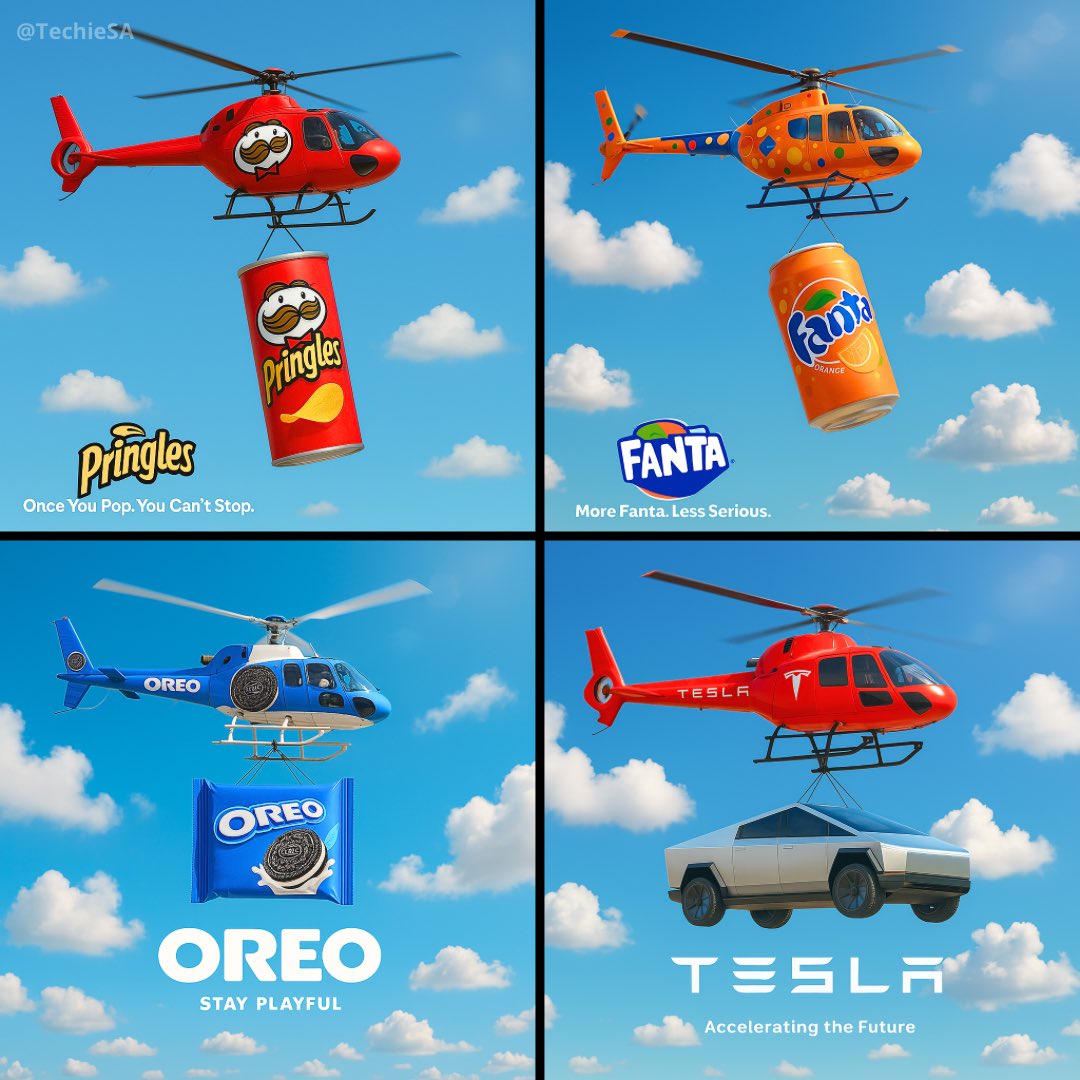 @TechieSA
Pringles
Pringles
Once You Pop. You Can't Stop.
Fanta
ORANGE
FANTA
More Fanta. Less Serious.
OREO
OREO
OREO
STAY PLAYFUL
TESLA
TESLA
Accelerating the Future